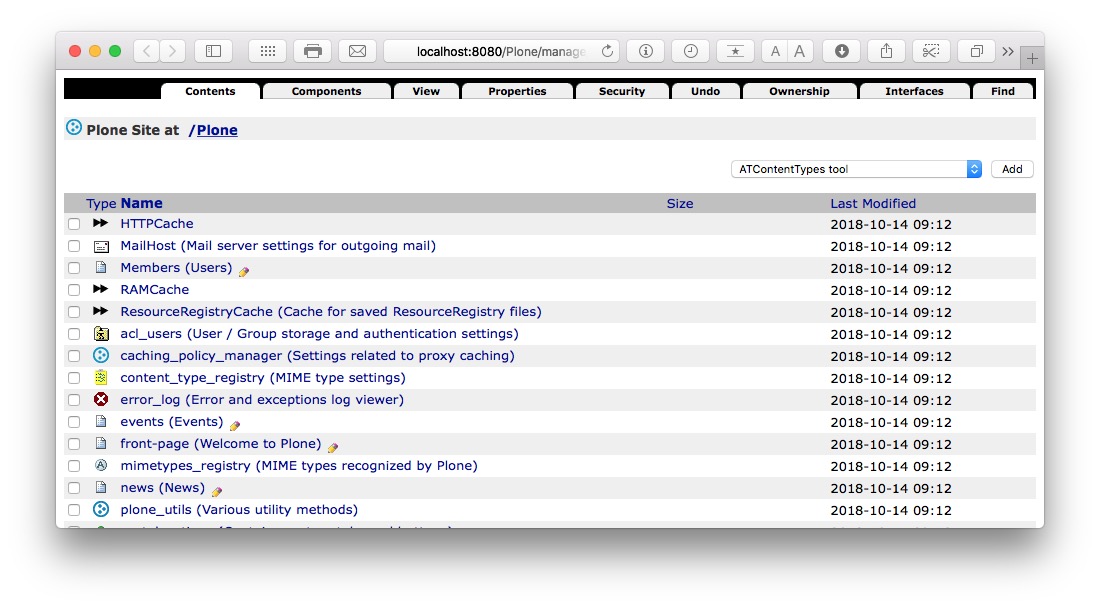 localhost:8080/Plone/manage
A A
Contents Components View Properties Security Undo Ownership Interfaces Find
Plone Site at /Plone
ATContentTypes tool Add
Type Name Size Last Modified
HTTPCache 2018-10-14 09:12
MailHost (Mail server settings for outgoing mail) 2018-10-14 09:12
Members (Users) 2018-10-14 09:12
RAMCache 2018-10-14 09:12
ResourceRegistryCache (Cache for saved ResourceRegistry files) 2018-10-14 09:12
acl_users (User / Group storage and authentication settings) 2018-10-14 09:12
caching_policy_manager (Settings related to proxy caching) 2018-10-14 09:12
content_type_registry (MIME type settings) 2018-10-14 09:12
error_log (Error and exceptions log viewer) 2018-10-14 09:12
events (Events) 2018-10-14 09:12
front-page (Welcome to Plone) 2018-10-14 09:12
mimetypes_registry (MIME types recognized by Plone) 2018-10-14 09:12
news (News) 2018-10-14 09:12
plone_utils (Various utility methods) 2018-10-14 09:12